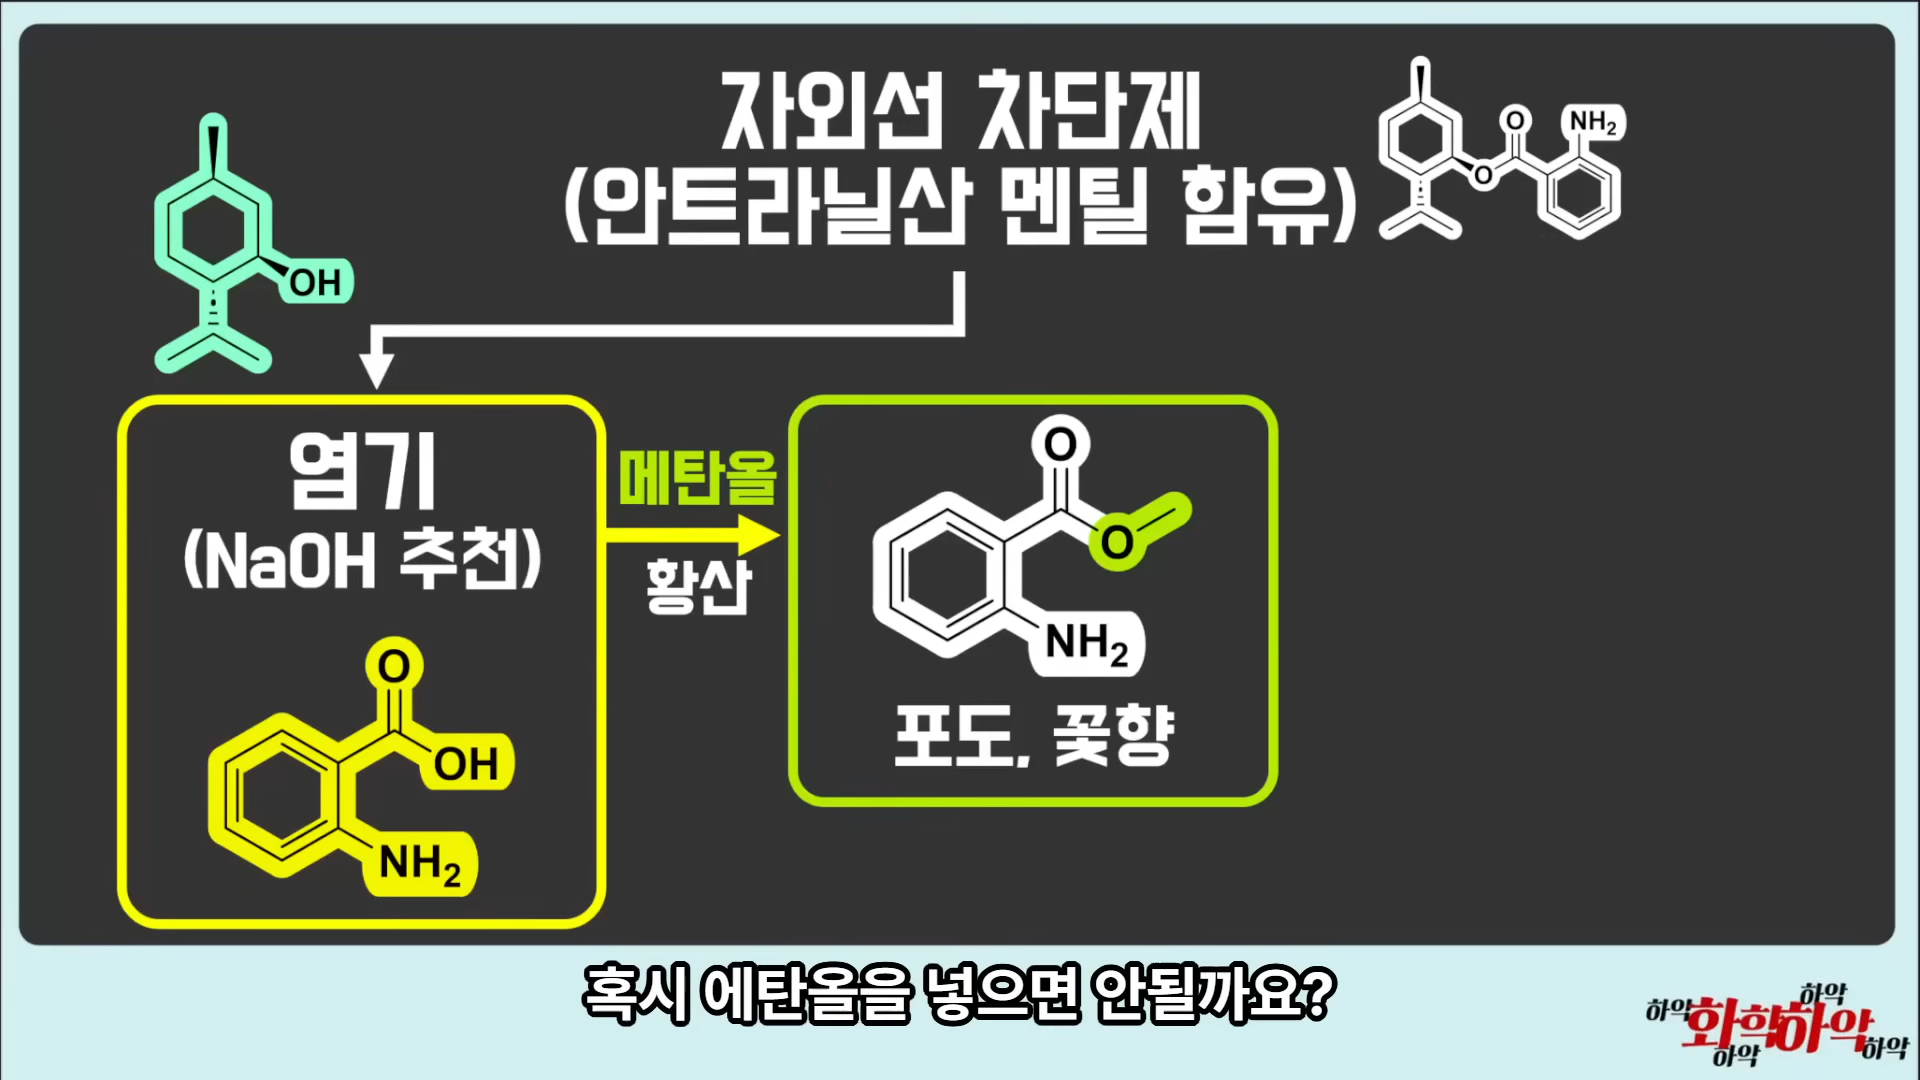 자외선 차단제
(안트라닐산 멘틸 함유)
O
O
NH2
OH
염기
(NaOH 추천)
O
OH
NH2
메탄올
황산
O
O
NH2
포도, 꽃향
혹시 에탄올을 넣으면 안될까요?
하악
하악 화학하악
하악 하악